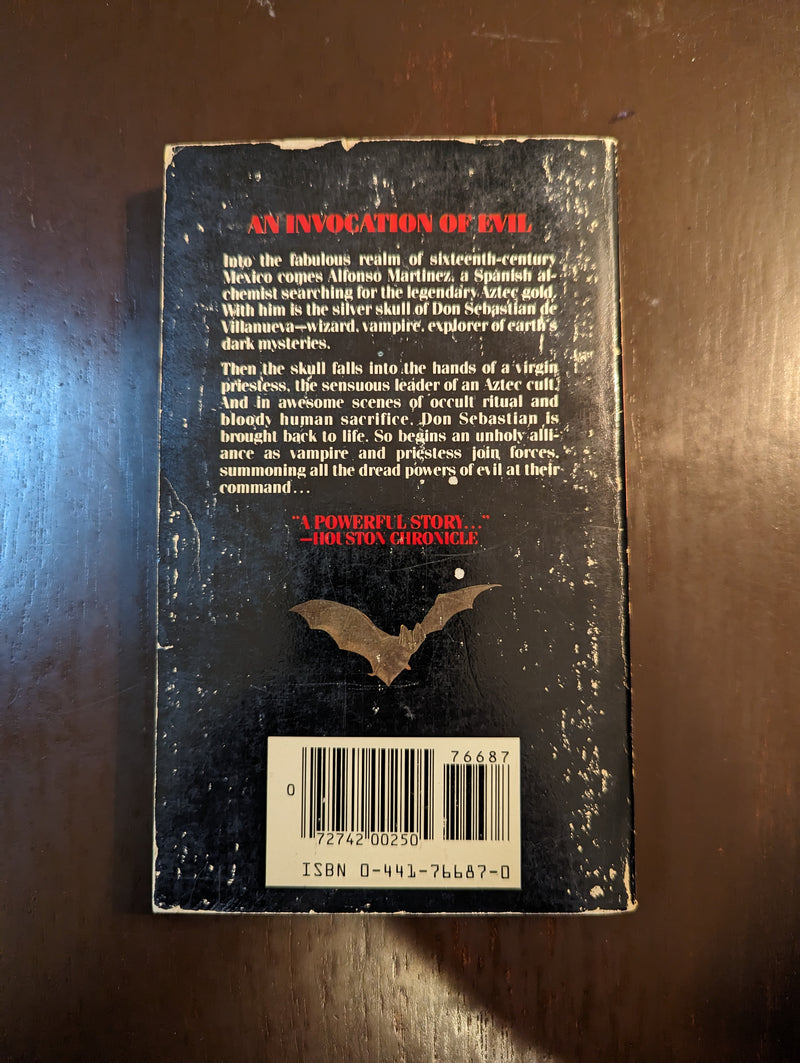 AN INVOCATION OF EVIL
Into the fabulous realm of sixteenth-century
Mexico comes Alfonso Martinez, a Spanish al-
chemist searching for the legendary Aztec gold.
With him is the silver skull of Don Sebastian de
Villanueva—wizard, vampire, explorer of earth's
dark mysteries.
Then the skull falls into the hands of a virgin
priestess, the sensuous leader of an Aztec cult.
And in awesome scenes of occult ritual and
bloody human sacrifice, Don Sebastian is
brought back to life. So begins an unholy alli-
ance as vampire and priestess join forces,
summoning all the dread powers of evil at their
command...
"A POWERFUL STORY..."
—HOUSTON CHRONICLE
76687
0
72742 00250
ISBN 0-441-76687-0